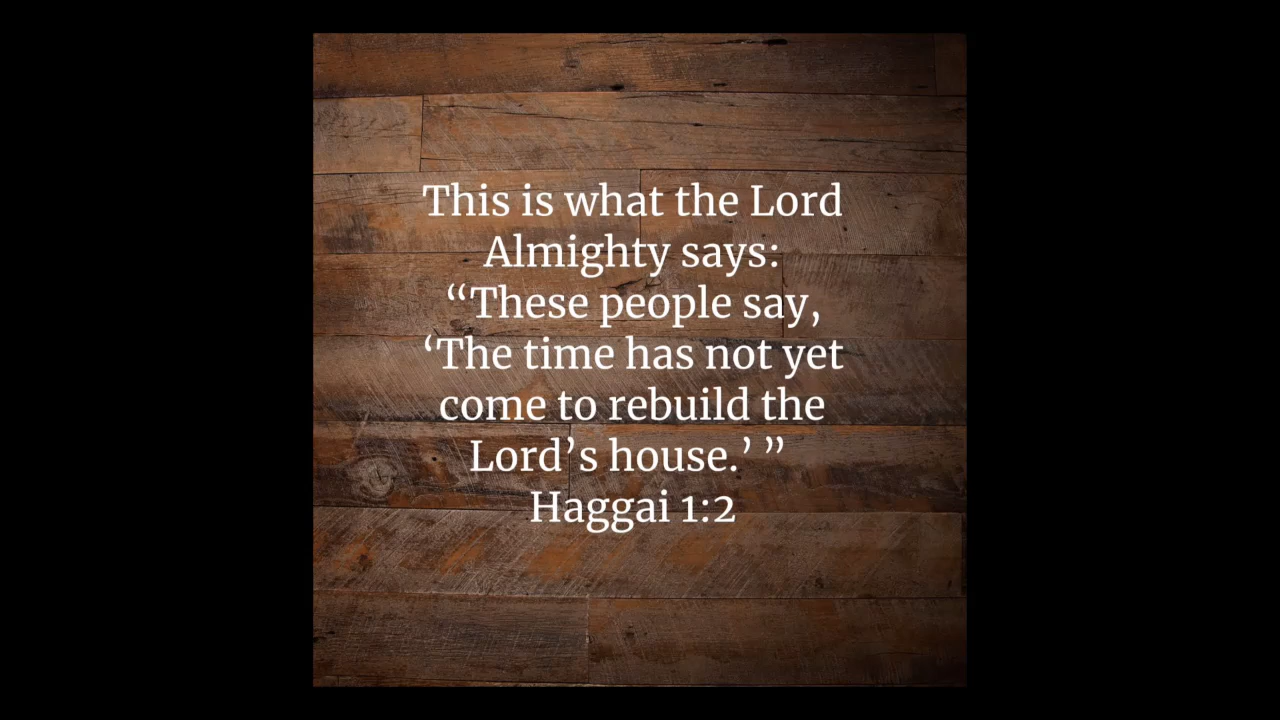 This is what the Lord
Almighty says:
“These people say,
‘The time has not yet
come to rebuild the
Lord’s house.’ ”
Haggai 1:2